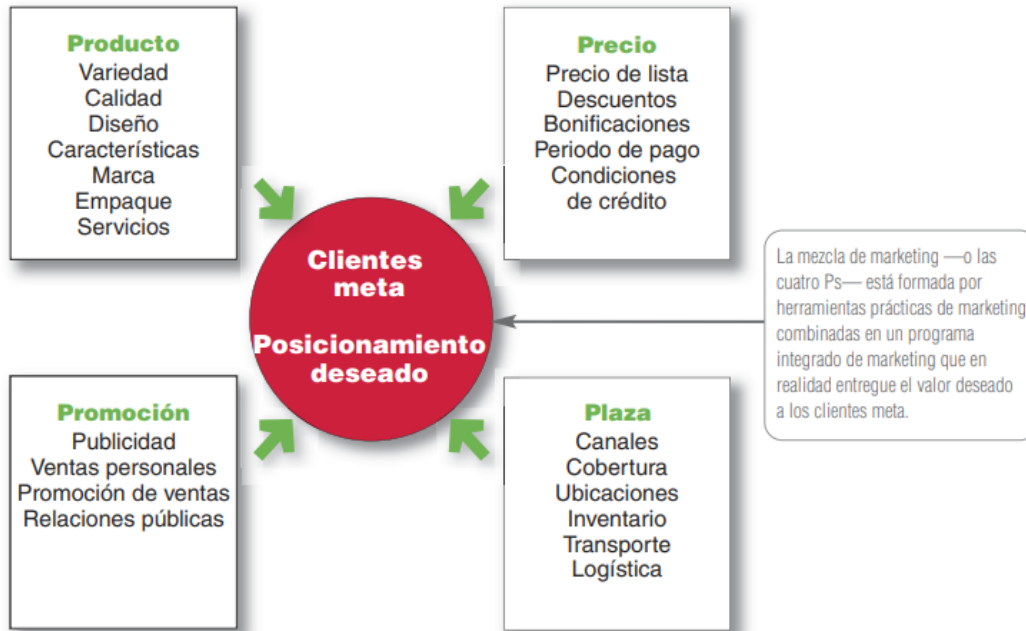 Producto
Variedad
Calidad
Diseño
Características
Marca
Empaque
Servicios
Precio
Precio de lista
Descuentos
Bonificaciones
Periodo de pago
Condiciones
de crédito
Clientes
meta
Posicionamiento
deseado
La mezcla de marketing —o las
cuatro Ps— está formada por
herramientas prácticas de marketing
combinadas en un programa
integrado de marketing que en
realidad entregue el valor deseado
a los clientes meta.
Promoción
Publicidad
Ventas personales
Promoción de ventas
Relaciones públicas
Plaza
Canales
Cobertura
Ubicaciones
Inventario
Transporte
Logística